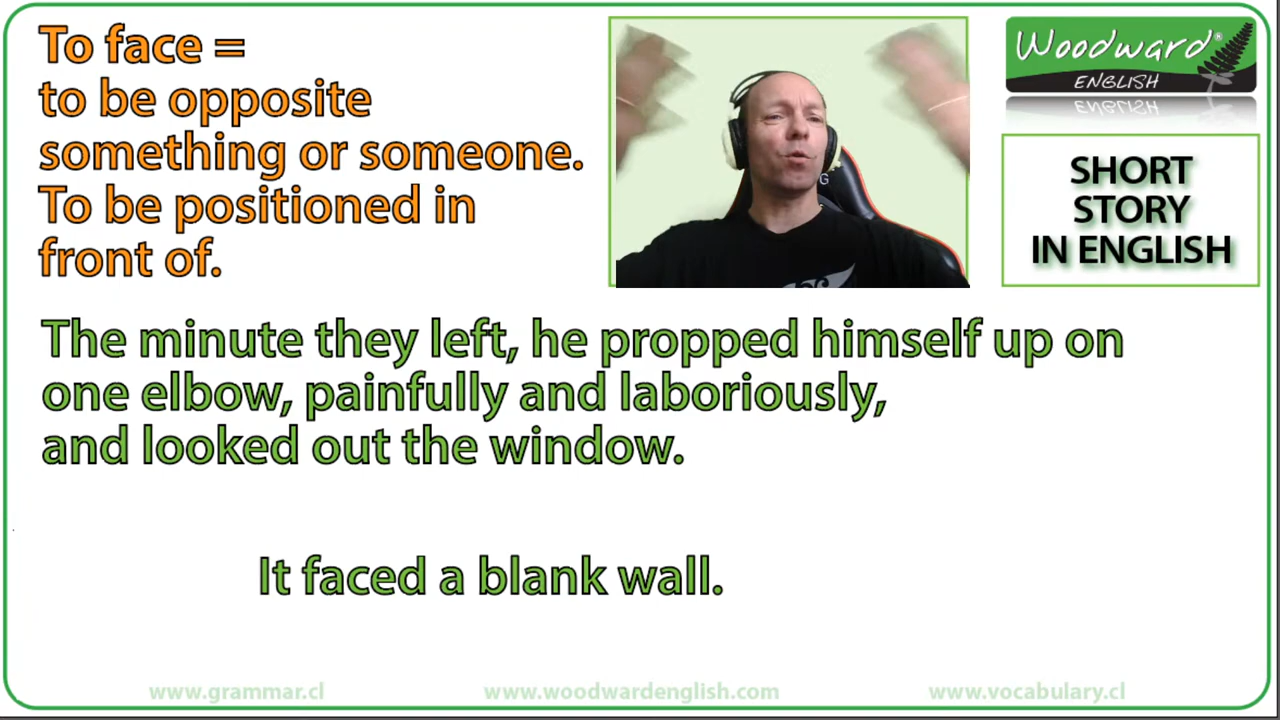 To face =
to be opposite
something or someone.
To be positioned in
front of.
Woodward®
ENGLISH
SHORT
STORY
IN ENGLISH
G
The minute they left, he propped himself up on
one elbow, painfully and laboriously,
and looked out the window.
It faced a blank wall.
www.grammar.cl
www.woodwardenglish.com
www.vocabulary.cl